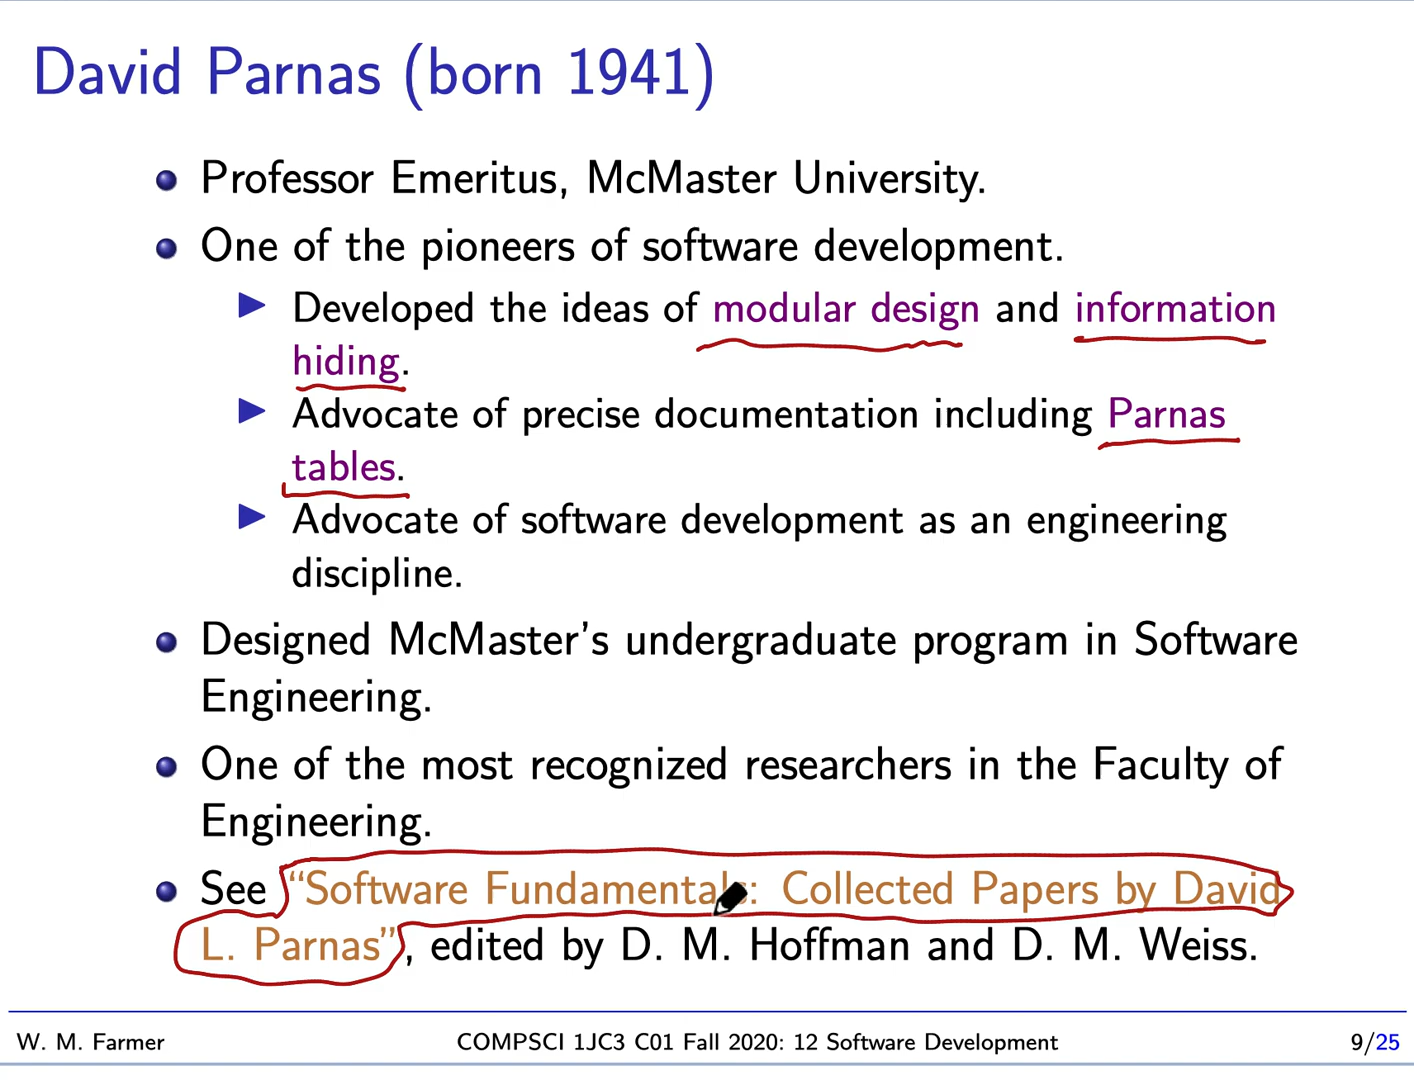 David Parnas (born 1941)
Professor Emeritus, McMaster University.
One of the pioneers of software development.
Developed the ideas of modular design and information
hiding.
Advocate of precise documentation including Parnas
tables.
Advocate of software development as an engineering
discipline.
Designed McMaster's undergraduate program in Software
Engineering.
One of the most recognized researchers in the Faculty of
Engineering.
See "Software Fundamentals: Collected Papers by David
L. Parnas", edited by D. M. Hoffman and D. M. Weiss.
W. M. Farmer COMPSCI 1JC3 C01 Fall 2020: 12 Software Development 9/25